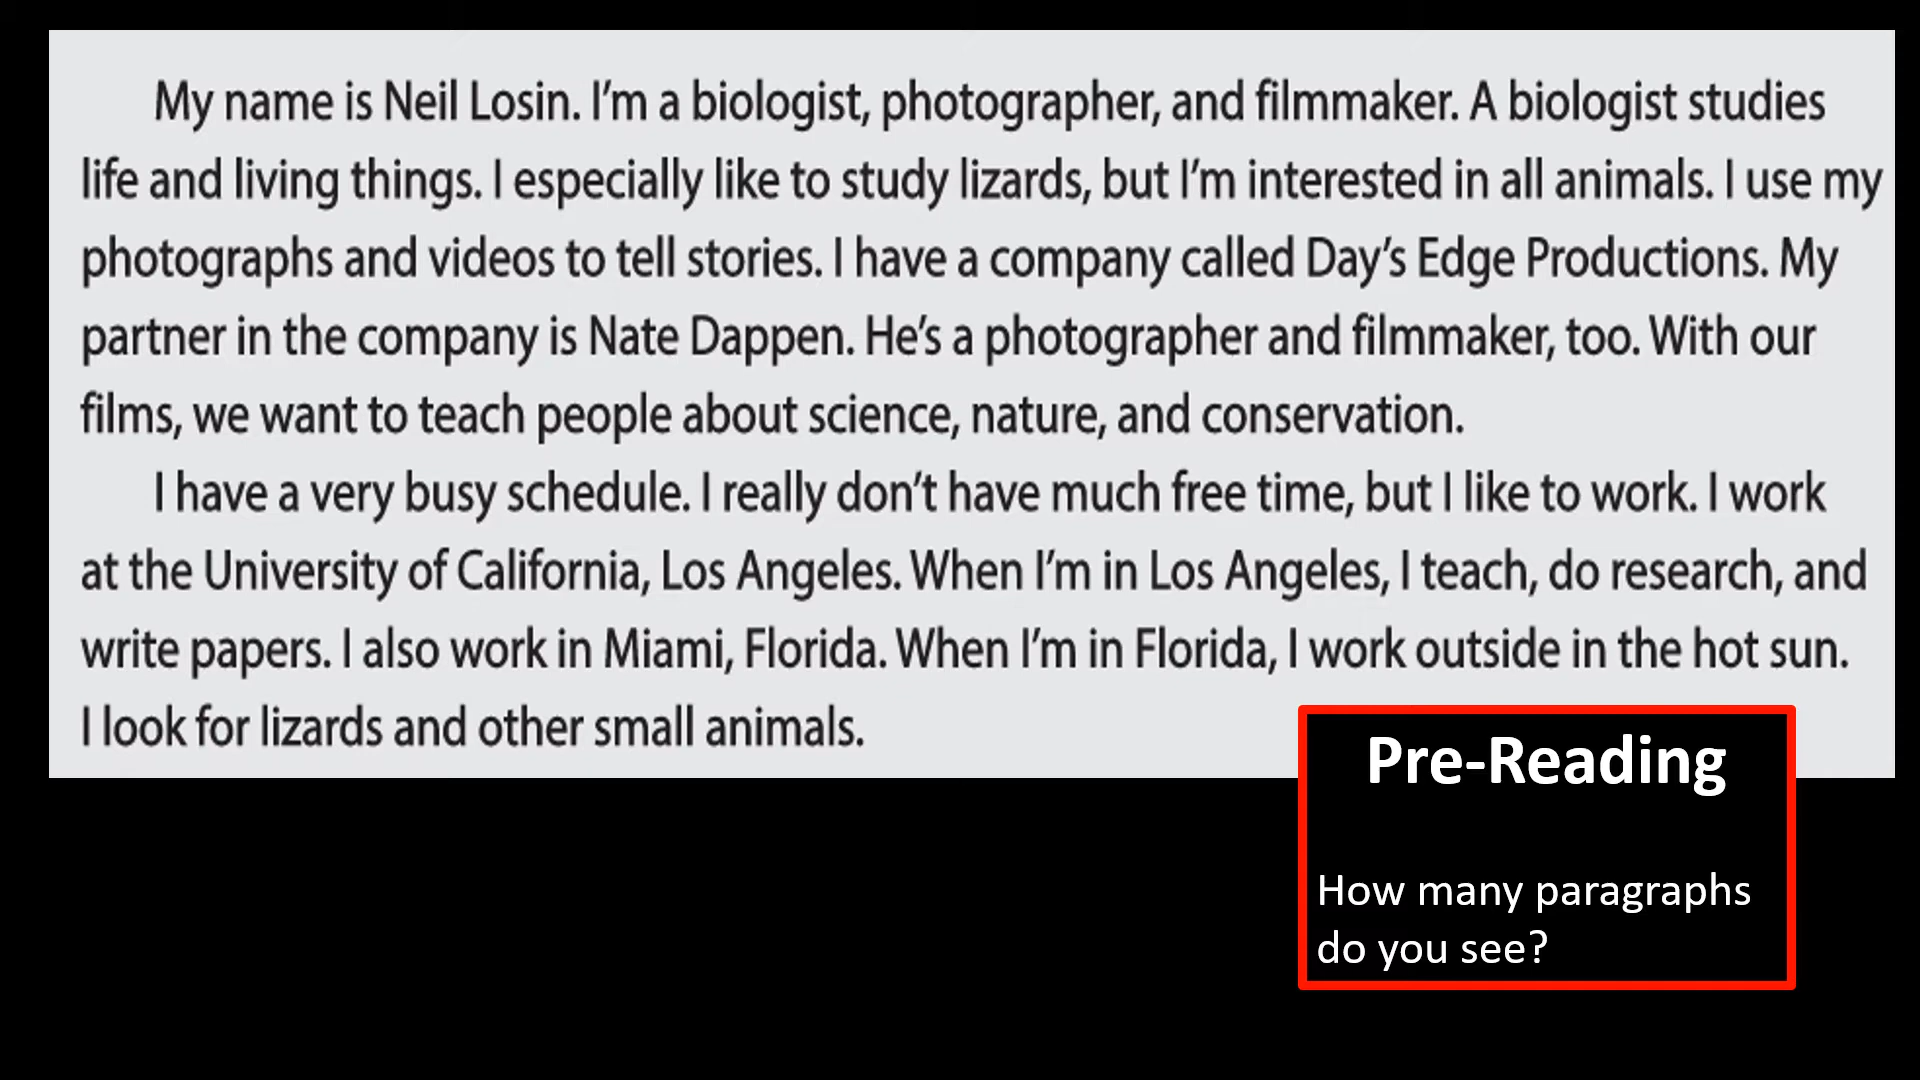 My name is Neil Losin. I'm a biologist, photographer, and filmmaker. A biologist studies
life and living things. I especially like to study lizards, but I'm interested in all animals. I use my
photographs and videos to tell stories. I have a company called Day's Edge Productions. My
partner in the company is Nate Dappen. He's a photographer and filmmaker, too. With our
films, we want to teach people about science, nature, and conservation.
I have a very busy schedule. I really don't have much free time, but I like to work. I work
at the University of California, Los Angeles. When I'm in Los Angeles, I teach, do research, and
write papers. I also work in Miami, Florida. When I'm in Florida, I work outside in the hot sun.
I look for lizards and other small animals.
Pre-Reading
How many paragraphs
do you see?